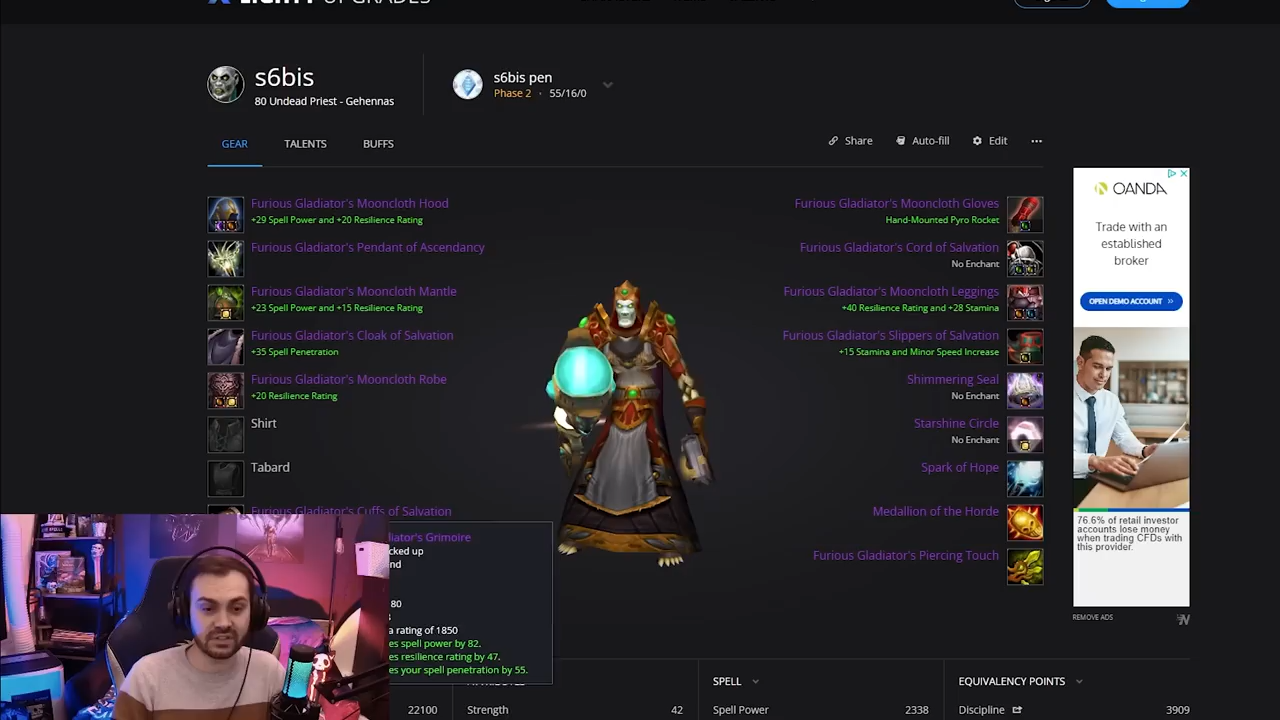 s6bis
80 Undead Priest - Gehennas
s6bis pen
Phase 2 · 55/16/0
GEAR
TALENTS
BUFFS
Share
Auto-fill
Edit
Furious Gladiator's Mooncloth Hood
+29 Spell Power and +20 Resilience Rating
Furious Gladiator's Pendant of Ascendancy
Furious Gladiator's Mooncloth Mantle
+23 Spell Power and +15 Resilience Rating
Furious Gladiator's Cloak of Salvation
+35 Spell Penetration
Furious Gladiator's Mooncloth Robe
+20 Resilience Rating
Shirt
Tabard
Furious Gladiator's Cuffs of Salvation
Furious Gladiator's Mooncloth Gloves
Hand-Mounted Pyro Rocket
Furious Gladiator's Cord of Salvation
No Enchant
Furious Gladiator's Mooncloth Leggings
+40 Resilience Rating and +28 Stamina
Furious Gladiator's Slippers of Salvation
+15 Stamina and Minor Speed Increase
Shimmering Seal
No Enchant
Starshine Circle
No Enchant
Spark of Hope
Medallion of the Horde
Furious Gladiator's Piercing Touch
liator's Grimoire
cked up
nd
80
a rating of 1850
es spell power by 82.
es resilience rating by 47.
es your spell penetration by 55.
22100
Strength
42
SPELL
Spell Power
2338
EQUIVALENCY POINTS
Discipline
3909
OANDA
Trade with an
established
broker
OPEN DEMO ACCOUNT >>
76.6% of retail investor
accounts lose money
when trading CFDs with
this provider.
REMOVE ADS